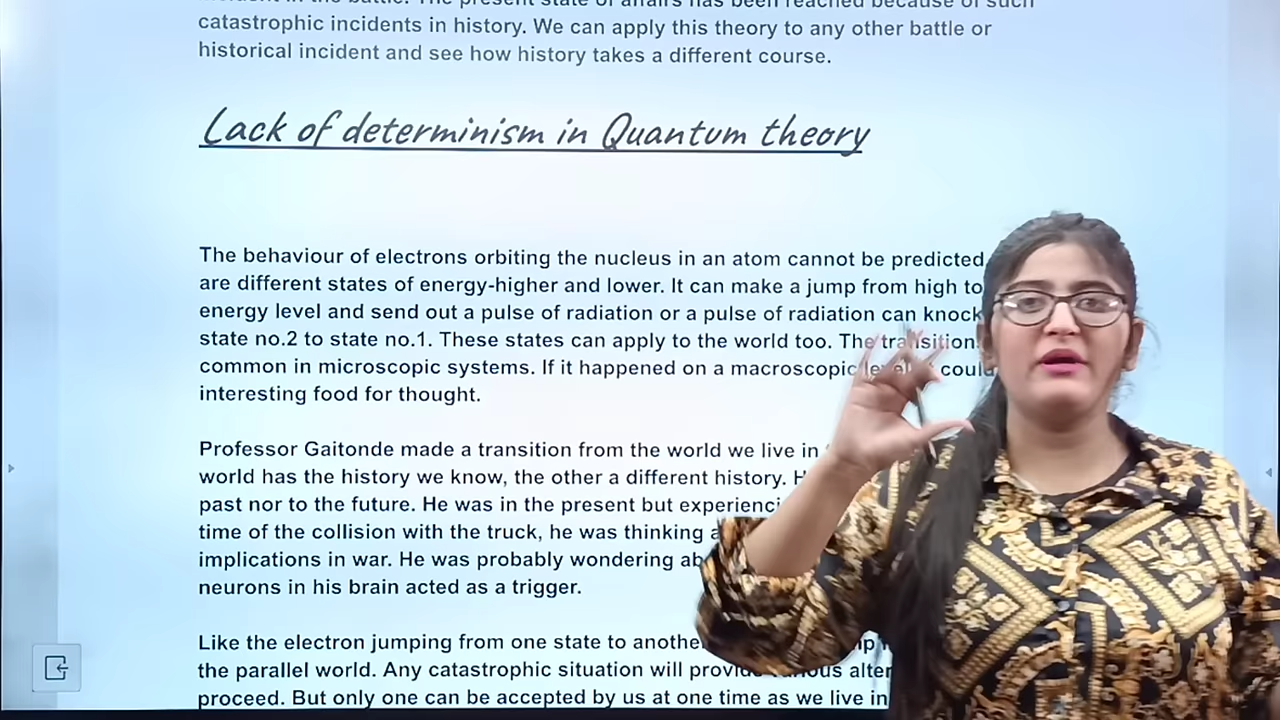 catastrophic incidents in history. We can apply this theory to any other battle or
historical incident and see how history takes a different course.
Lack of determinism in Quantum theory
The behaviour of electrons orbiting the nucleus in an atom cannot be predicted.
are different states of energy-higher and lower. It can make a jump from high to
energy level and send out a pulse of radiation or a pulse of radiation can knock
state no.2 to state no.1. These states can apply to the world too. The transition
common in microscopic systems. If it happened on a macroscopic level
interesting food for thought.
Professor Gaitonde made a transition from the world we live in
world has the history we know, the other a different history.
past nor to the future. He was in the present but
time of the collision with the truck, he was thinking
implications in war. He was probably wondering
neurons in his brain acted as a trigger.
Like the electron jumping from one state to
the parallel world. Any catastrophic situation will
proceed. But only one can be accepted by us at one time as we live in